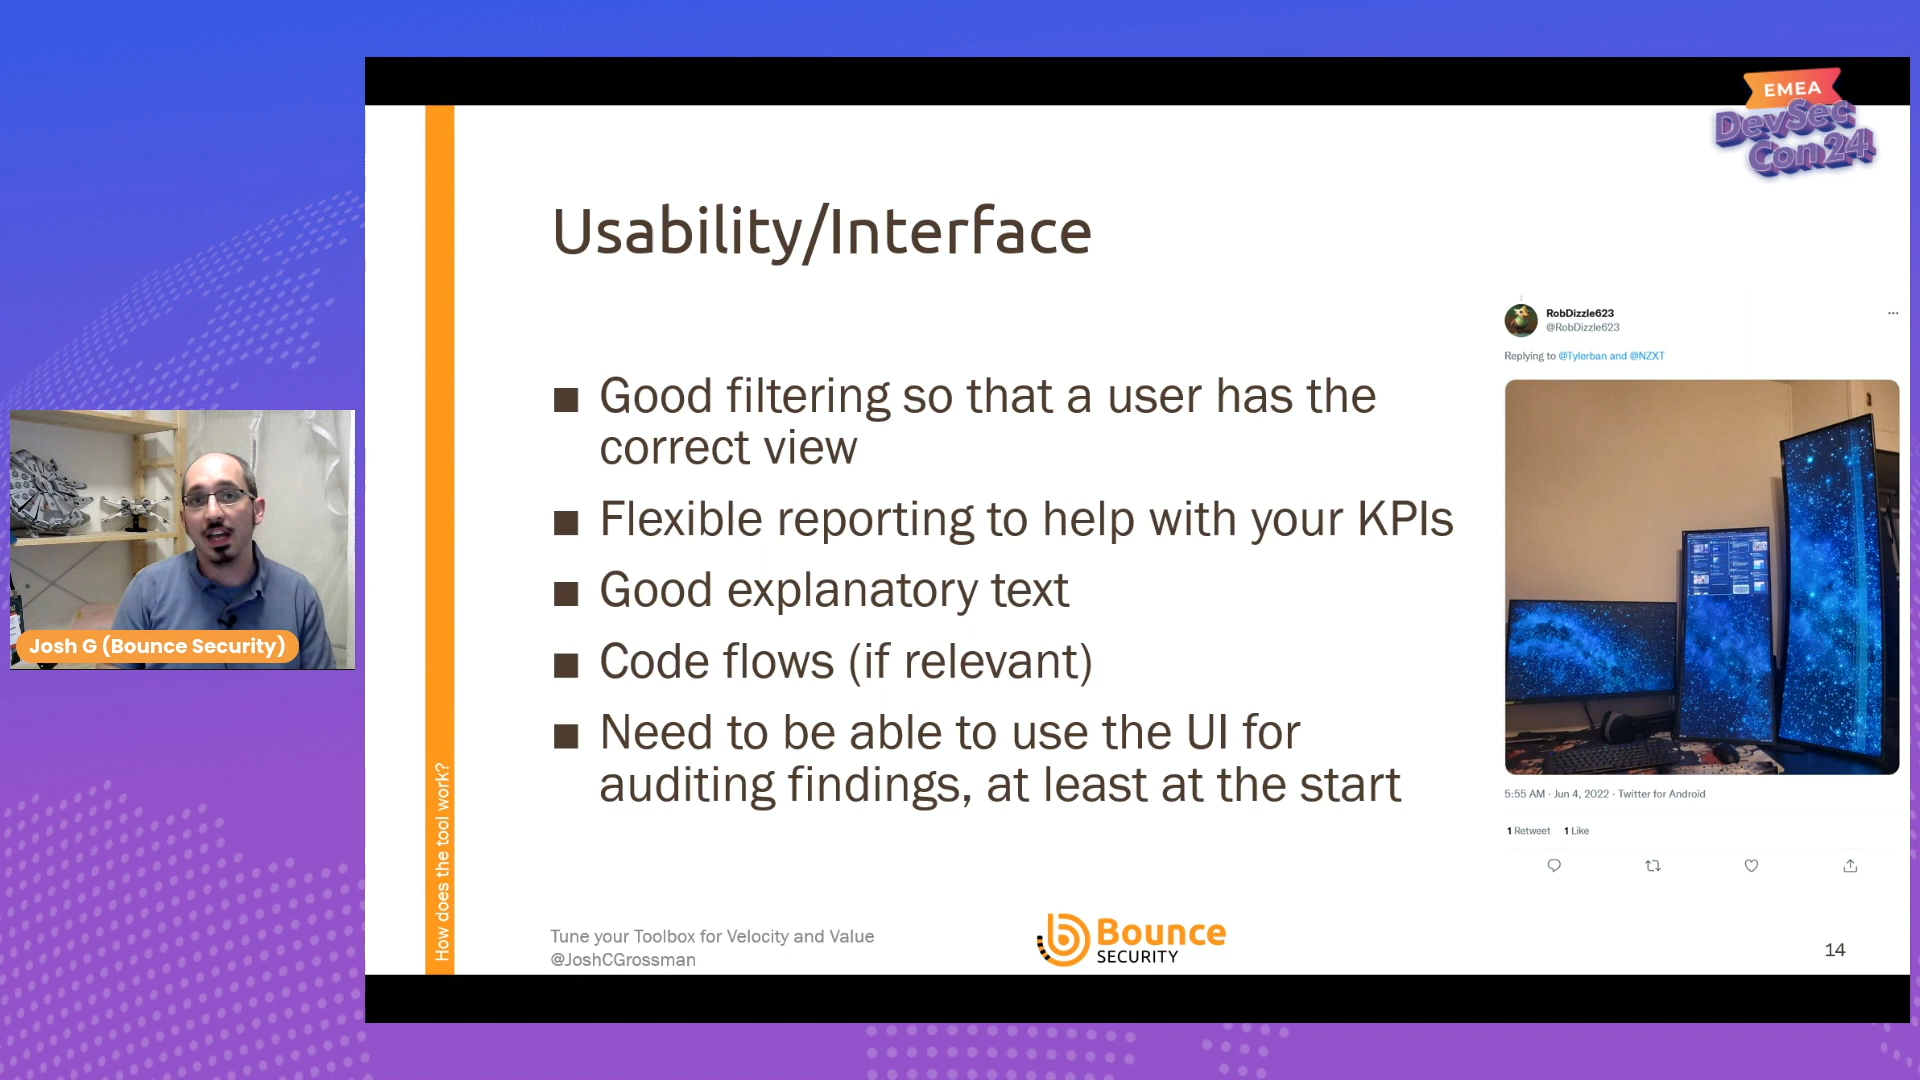 EMEA
DevSec
Con24
Usability/Interface
■ Good filtering so that a user has the
correct view
■ Flexible reporting to help with your KPIs
■ Good explanatory text
■ Code flows (if relevant)
■ Need to be able to use the UI for
auditing findings, at least at the start
RobDizzle623
@RobDizzle623
Replying to @Tylerban and @NZXT
5:55 AM · Jun 4, 2022 · Twitter for Android
1 Retweet 1 Like
Josh G (Bounce Security)
How does the tool work?
Tune your Toolbox for Velocity and Value
@JoshCGrossman
Bounce
SECURITY
14